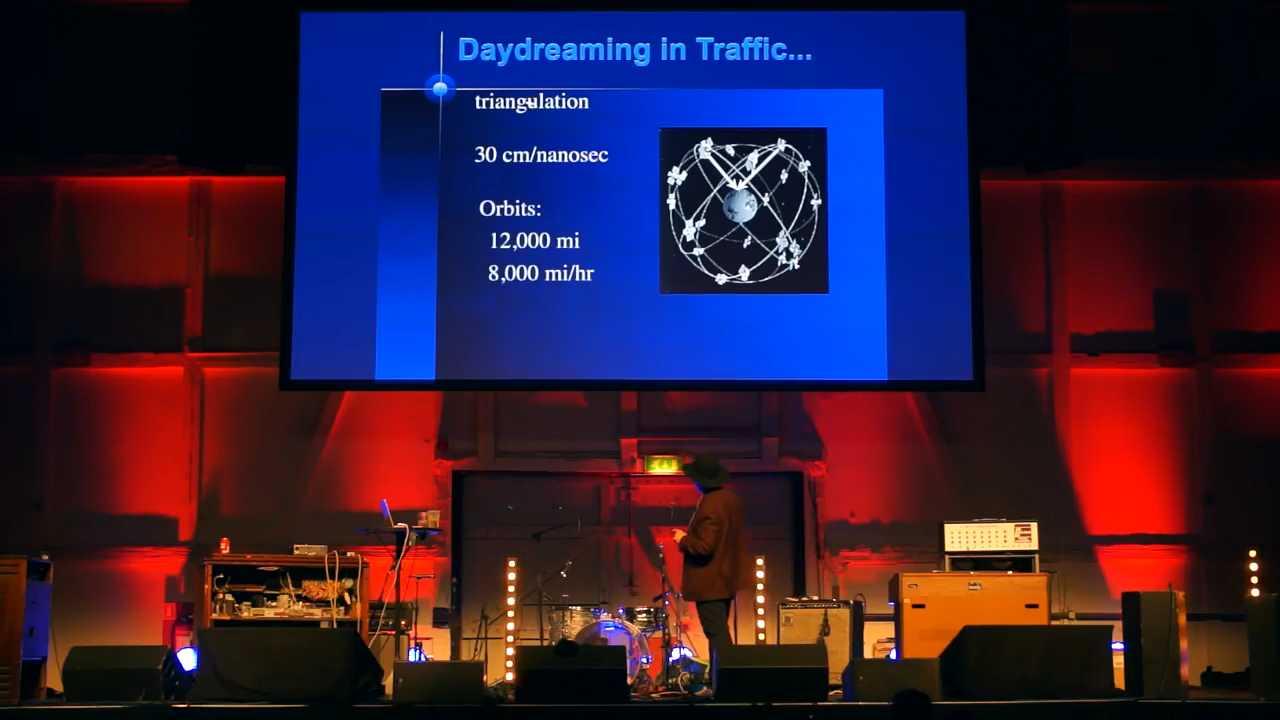 Daydreaming in Traffic...
triangulation
30 cm/nanosec
Orbits:
12,000 mi
8,000 mi/hr